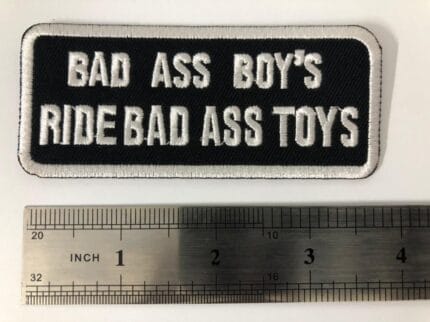 BAD ASS BOY'S
RIDE BAD ASS TOYS
20 10
INCH 1 2 3 4
32 16